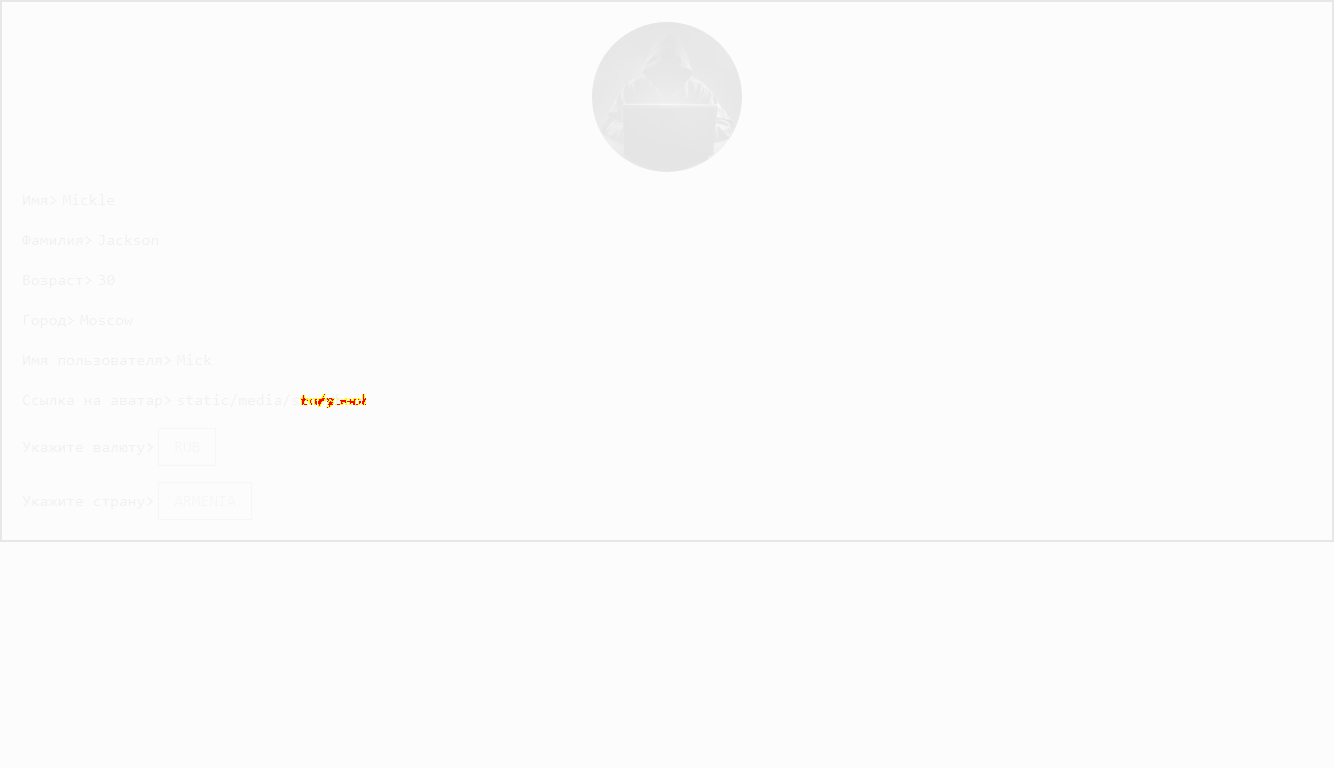 Имя> Mickle
Фамилия> Jackson
Возраст> 30
Город> Moscow
Имя пользователя> Mick
Ссылка на аватар> static/media/
Укажите валюту> RUB
Укажите страну> ARMENIA